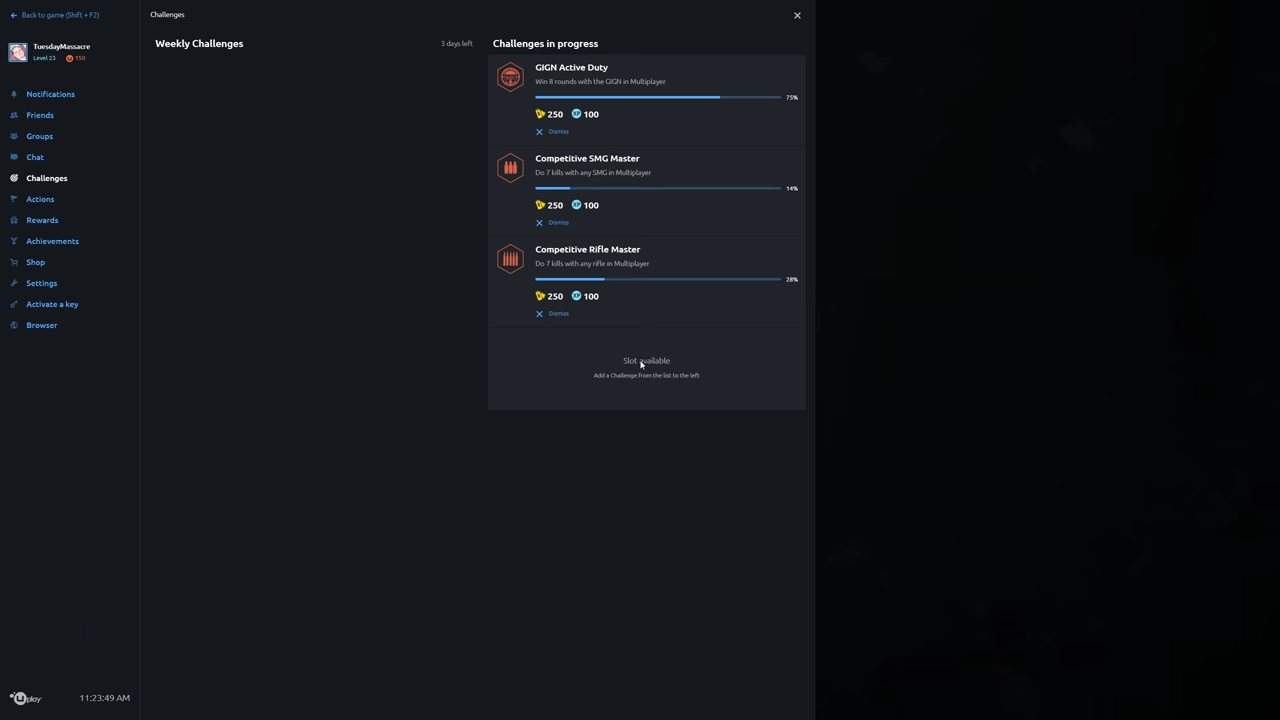 Back to game (Shift + F2)
TuesdayMassacre
Level 23 150
Notifications
Friends
Groups
Chat
Challenges
Actions
Rewards
Achievements
Shop
Settings
Activate a key
Browser
uplay 11:23:49 AM
Challenges
Weekly Challenges 3 days left
Challenges in progress
GIGN Active Duty
Win 8 rounds with the GIGN in Multiplayer
75%
250 XP 100
Dismiss
Competitive SMG Master
Do 7 kills with any SMG in Multiplayer
14%
250 XP 100
Dismiss
Competitive Rifle Master
Do 7 kills with any rifle in Multiplayer
28%
250 XP 100
Dismiss
Slot available
Add a Challenge from the list to the left